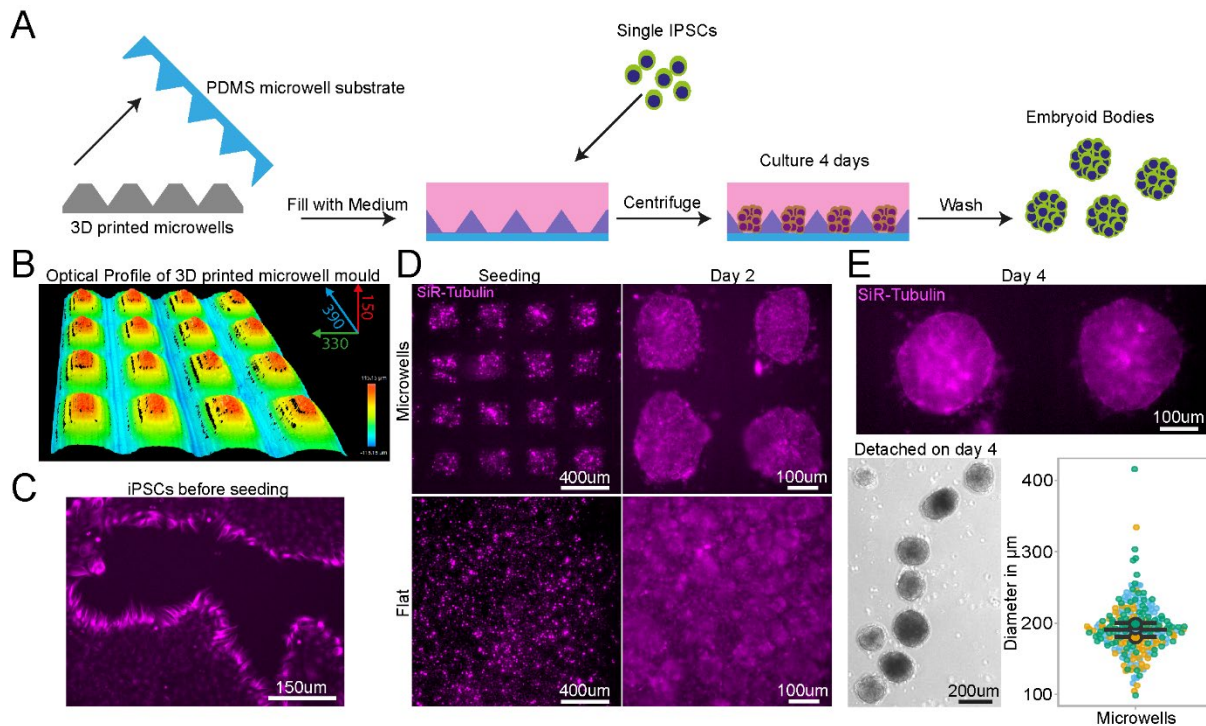 A
Single IPSCs
PDMS microwell substrate
Embryoid Bodies
Culture 4 days
Fill with Medium
Centrifuge
Wash
3D printed microwells
B
Optical Profile of 3D printed microwell mould
150
390
330
C
iPSCs before seeding
150um
D
Seeding
Day 2
SiR-Tubulin
Microwells
400um
100um
Flat
400um
100um
E
Day 4
SiR-Tubulin
100um
Detached on day 4
200um
Diameter in µm
400
300
200
100
Microwells